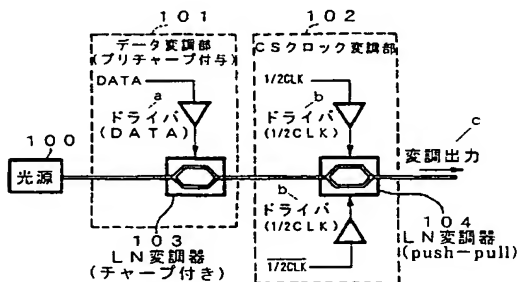 101
102
データ変調部
(プリチャープ付与)
CSクロック変調部
DATA
1/2CLK
a
ドライバ
(DATA)
b
ドライバ
(1/2CLK)
c
変調出力
100
光源
b
ドライバ
(1/2CLK)
103
LN変調器
(チャープ付き)
104
LN変調器
(push-pull)
1/2CLK